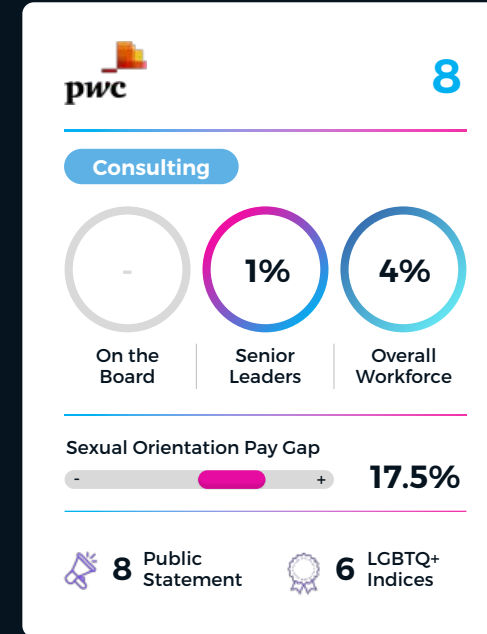 pwc
8
Consulting
-
1%
4%
On the
Board
Senior
Leaders
Overall
Workforce
Sexual Orientation Pay Gap
- +
17.5%
8 Public
Statement
6 LGBTQ+
Indices